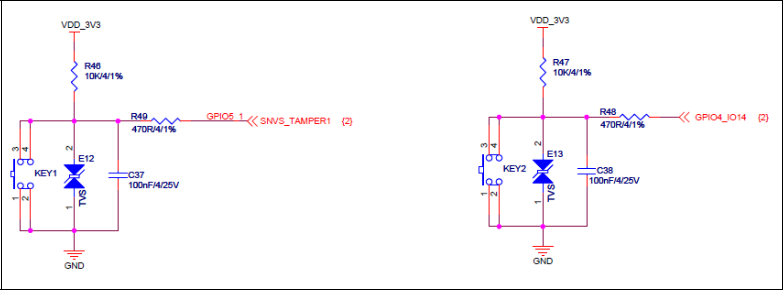 VDD_3V3
R46
10K/4/1%
R49
470R/4/1%
GPIO5_1
SNVS_TAMPER1 {2}
3
4
KEY1
1
2
2
E12
1
TVS
C37
100nF/4/25V
GND
VDD_3V3
R47
10K/4/1%
R48
470R/4/1%
GPIO4_IO14 {2}
3
4
KEY2
1
2
2
E13
1
TVS
C38
100nF/4/25V
GND